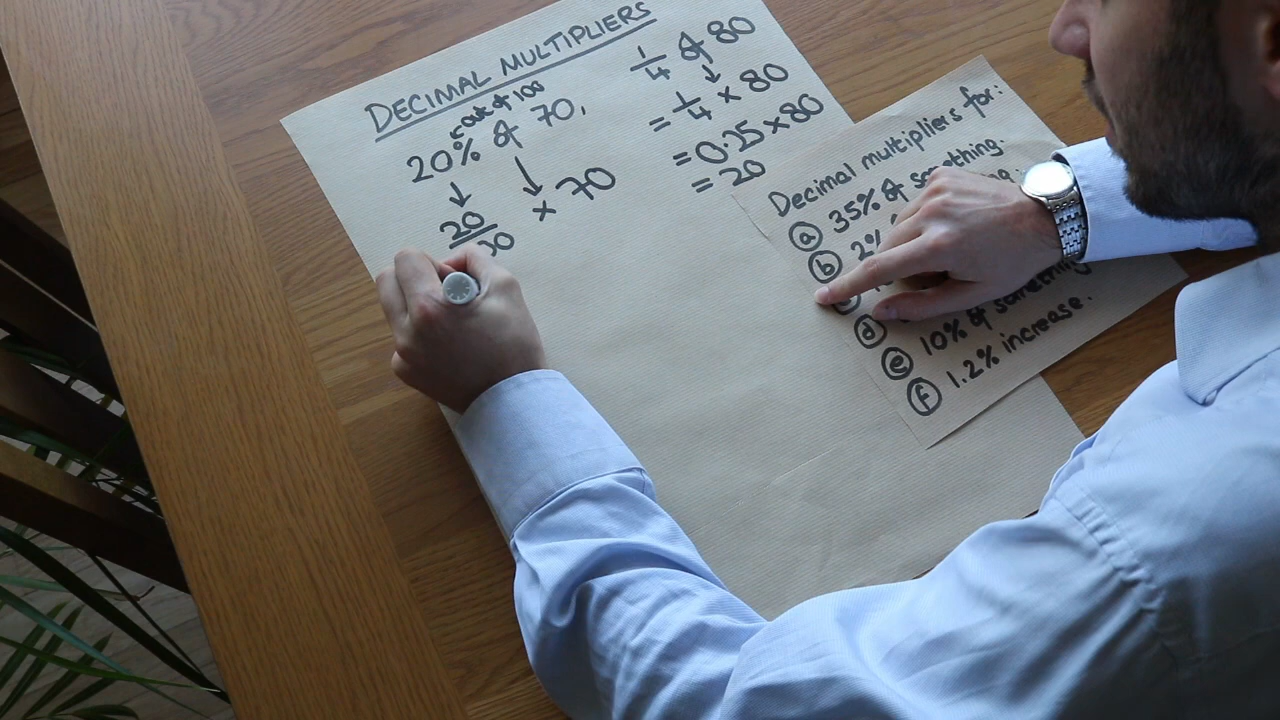 DECIMAL MULTIPLIERS
out of 100
20% of 70,
↓ ↓
20 × 70
1/4 of 80
↓
= 1/4 × 80
= 0.25 × 80
= 20
Decimal multipliers for:
ⓐ 35% of something.
ⓑ 2%
ⓓ
something
ⓔ 10% of
ⓕ 1.2% increase.